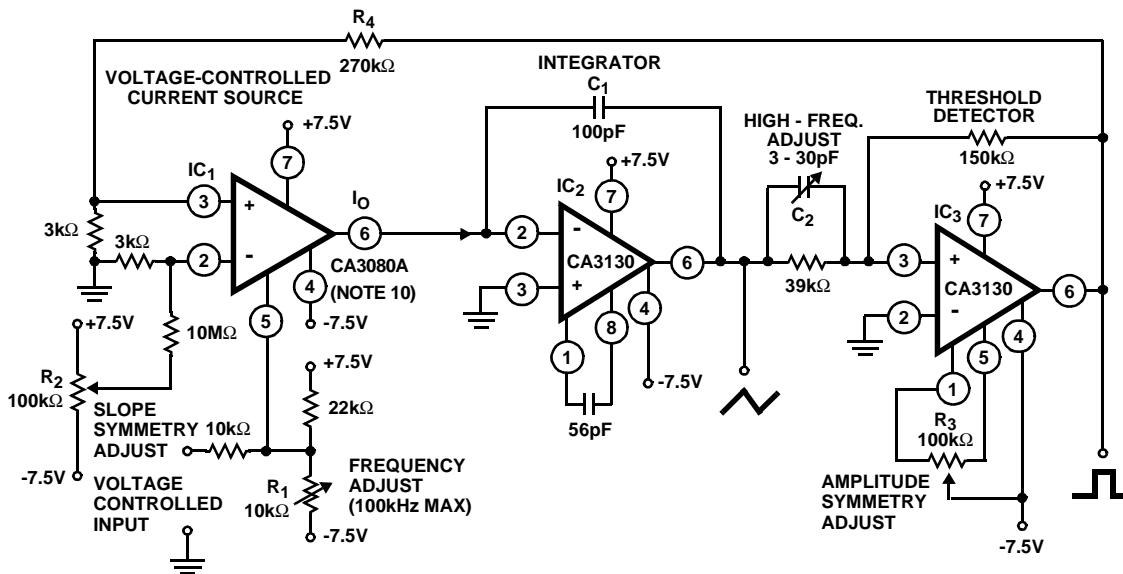 R4
270kΩ
VOLTAGE-CONTROLLED
CURRENT SOURCE
+7.5V
7
IC1
3
+
3kΩ
3kΩ
2
-
IO
6
CA3080A
(NOTE 10)
4
-7.5V
5
+7.5V
10MΩ
R2
100kΩ
-7.5V
SLOPE
SYMMETRY
ADJUST
10kΩ
VOLTAGE
CONTROLLED
INPUT
+7.5V
22kΩ
R1
10kΩ
FREQUENCY
ADJUST
(100kHz MAX)
-7.5V
INTEGRATOR
C1
100pF
+7.5V
7
IC2
2
-
CA3130
3
+
6
4
-7.5V
8
1
56pF
HIGH - FREQ.
ADJUST
3 - 30pF
C2
39kΩ
THRESHOLD
DETECTOR
150kΩ
+7.5V
7
IC3
3
+
CA3130
2
-
6
4
5
1
R3
100kΩ
AMPLITUDE
SYMMETRY
ADJUST
-7.5V